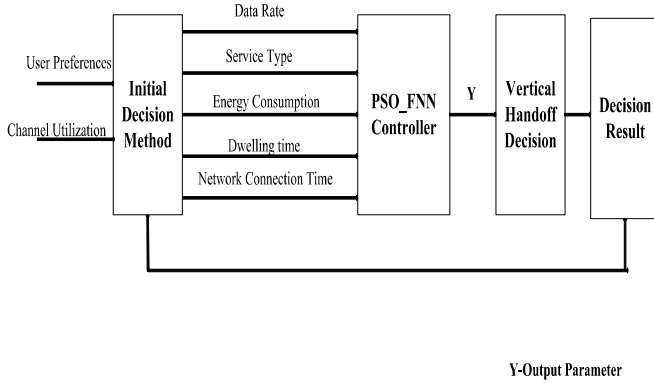 Data Rate
User Preferences
Service Type
Initial
Decision
Method
Energy Consumption
PSO_FNN
Controller
Y
Vertical
Handoff
Decision
Decision
Result
Channel Utilization
Dwelling time
Network Connection Time
Y-Output Parameter